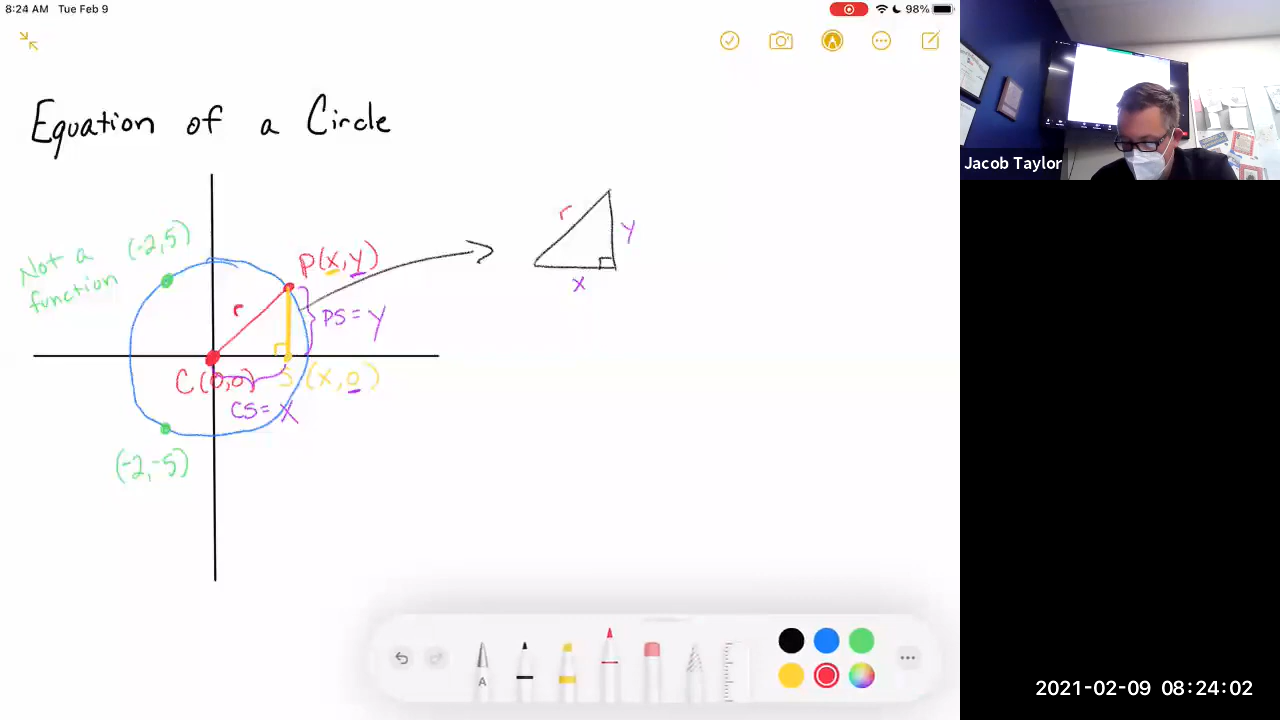 8:24 AM Tue Feb 9
98%
Equation of a Circle
Jacob Taylor
Not a
function
(-2,5)
P(x,y)
r
PS = y
C(0,0)
S(x,0)
CS = x
(-2,-5)
r
y
x
A
2021-02-09 08:24:02